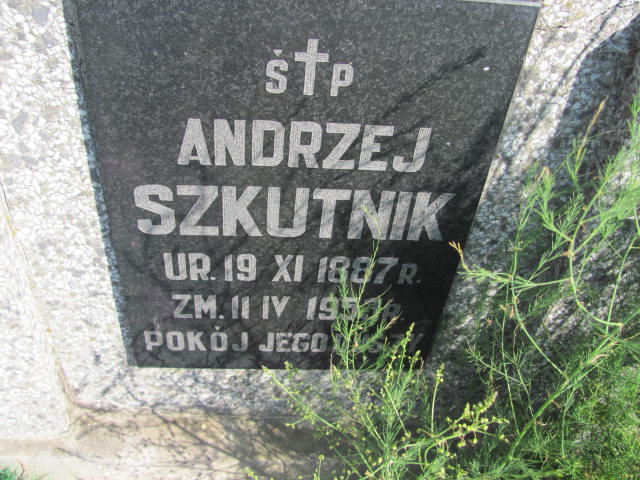 Ś P
ANDRZEJ
SZKUTNIK
UR. 19 XI 1887 R.
ZM. 11 IV
POKÓJ JEGO